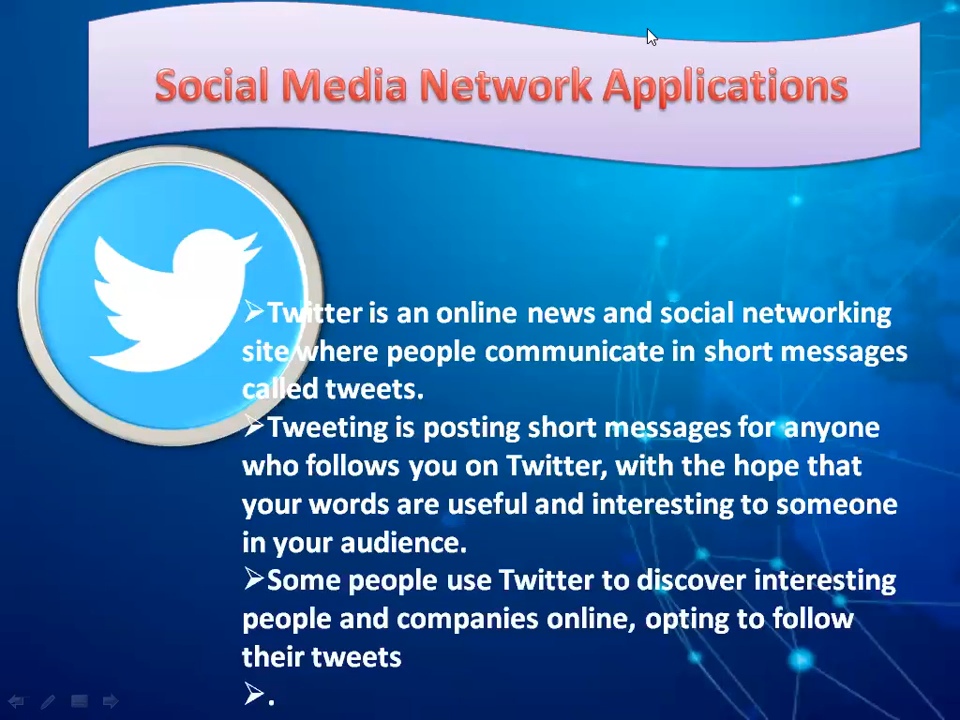 Social Media Network Applications
➢Twitter is an online news and social networking
site where people communicate in short messages
called tweets.
➢Tweeting is posting short messages for anyone
who follows you on Twitter, with the hope that
your words are useful and interesting to someone
in your audience.
➢Some people use Twitter to discover interesting
people and companies online, opting to follow
their tweets
➢.